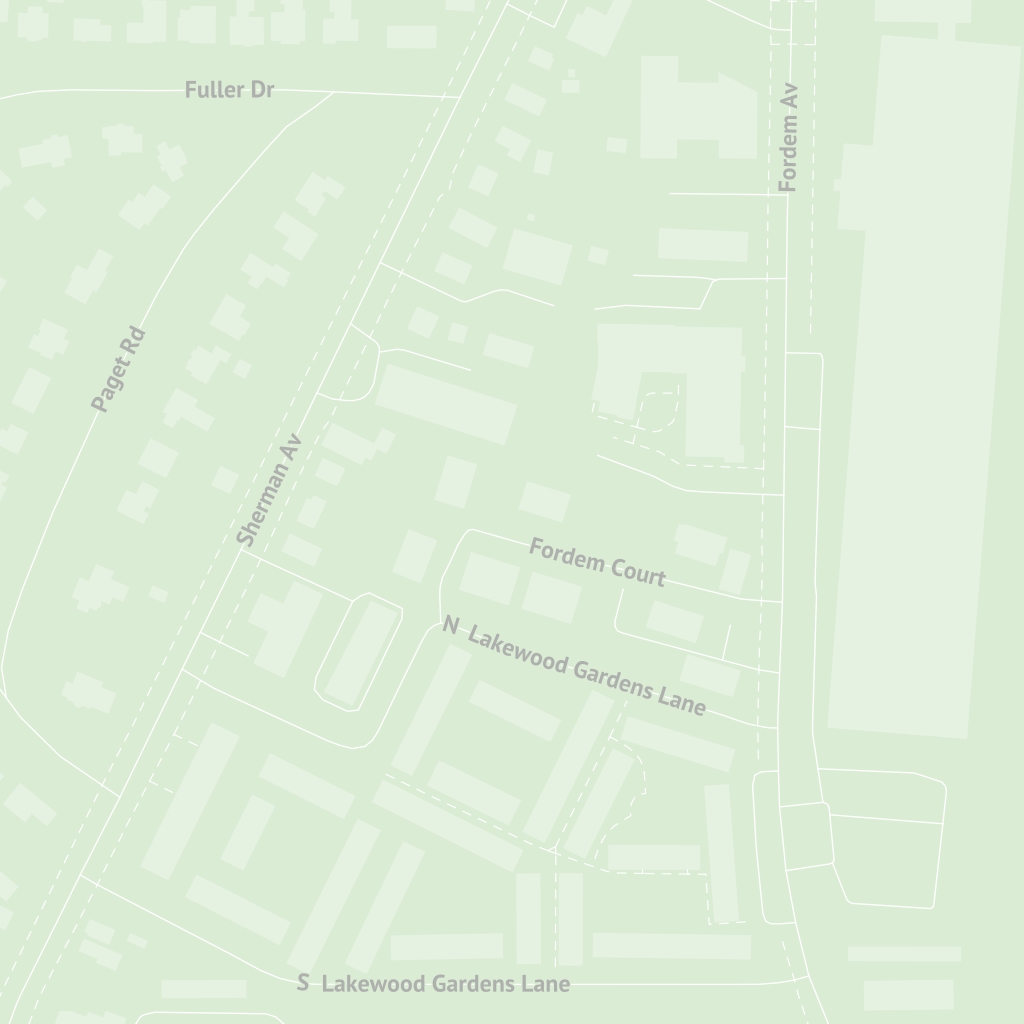 Fuller Dr
Fordem Av
Paget Rd
Sherman Av
Fordem Court
N Lakewood Gardens Lane
S Lakewood Gardens Lane